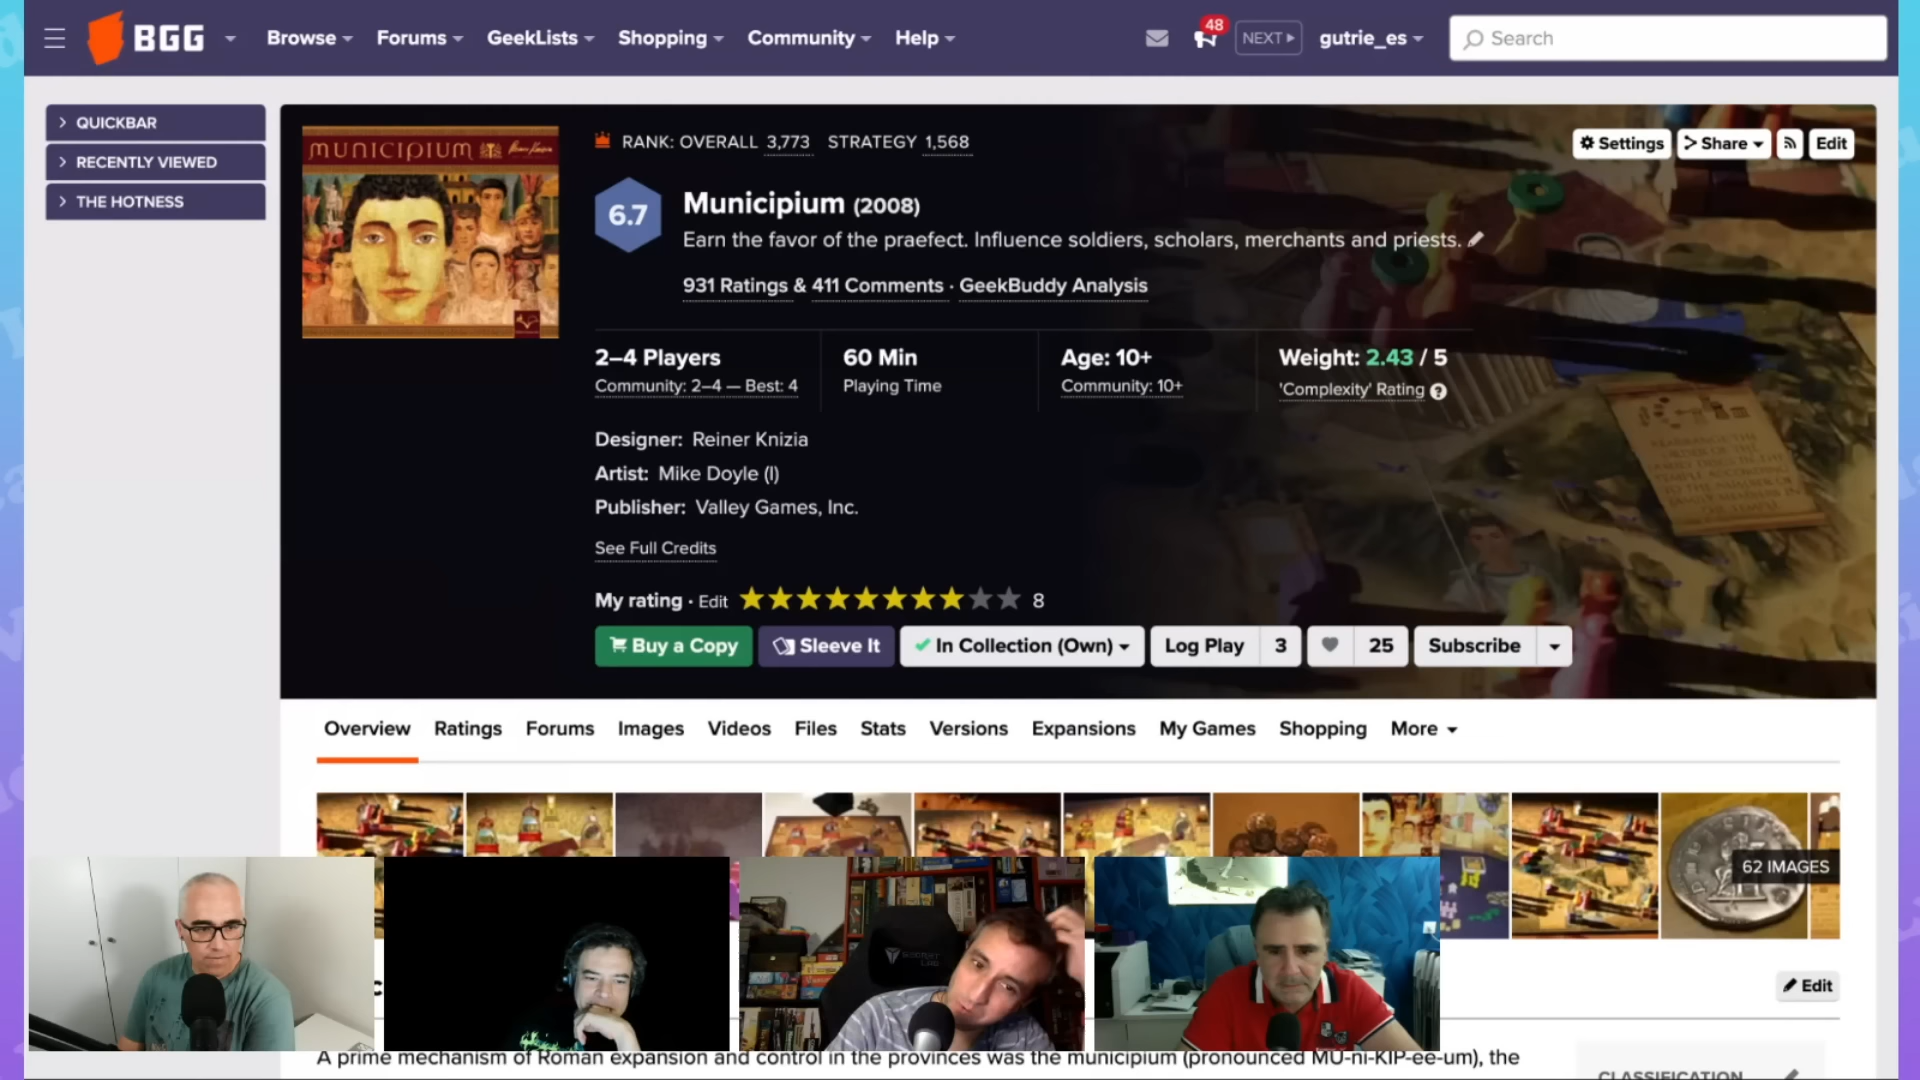 BGG
Browse
Forums
GeekLists
Shopping
Community
Help
48
NEXT
gutrie_es
Search
QUICKBAR
RECENTLY VIEWED
THE HOTNESS
MUNICIPIUM
RANK: OVERALL 3,773 STRATEGY 1,568
Settings
Share
Edit
6.7
Municipium (2008)
Earn the favor of the praefect. Influence soldiers, scholars, merchants and priests.
931 Ratings & 411 Comments · GeekBuddy Analysis
2–4 Players
Community: 2–4 — Best: 4
60 Min
Playing Time
Age: 10+
Community: 10+
Weight: 2.43 / 5
'Complexity' Rating
Designer: Reiner Knizia
Artist: Mike Doyle (I)
Publisher: Valley Games, Inc.
See Full Credits
My rating · Edit 8
Buy a Copy
Sleeve It
In Collection (Own)
Log Play 3
25
Subscribe
Overview
Ratings
Forums
Images
Videos
Files
Stats
Versions
Expansions
My Games
Shopping
More
62 IMAGES
Edit
A prime mechanism of Roman expansion and control in the provinces was the municipium (pronounced MU-ni-KIP-ee-um), the
CLASSIFICATION